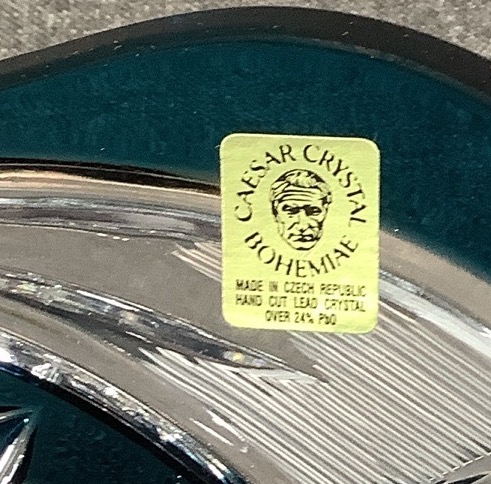 CAESAR CRYSTAL
BOHEMIAE
MADE IN CZECH REPUBLIC
HAND CUT LEAD CRYSTAL
OVER 24% PbO